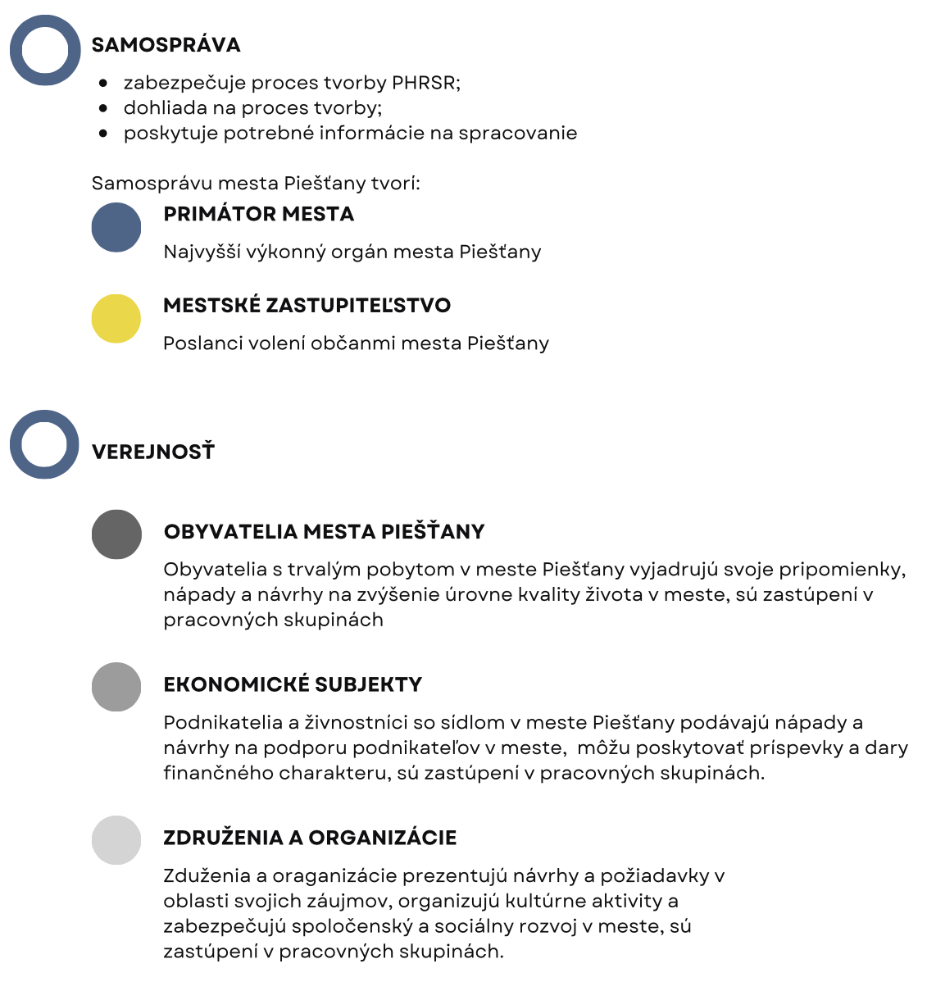 SAMOSPRÁVA
• zabezpečuje proces tvorby PHRSR;
• dohliada na proces tvorby;
• poskytuje potrebné informácie na spracovanie
Samosprávu mesta Piešťany tvorí:
PRIMÁTOR MESTA
Najvyšší výkonný orgán mesta Piešťany
MESTSKÉ ZASTUPITEĽSTVO
Poslanci volení občanmi mesta Piešťany
VEREJNOSŤ
OBYVATELIA MESTA PIEŠŤANY
Obyvatelia s trvalým pobytom v meste Piešťany vyjadrujú svoje pripomienky,
nápady a návrhy na zvýšenie úrovne kvality života v meste, sú zastúpení v
pracovných skupinách
EKONOMICKÉ SUBJEKTY
Podnikatelia a živnostníci so sídlom v meste Piešťany podávajú nápady a
návrhy na podporu podnikateľov v meste,  môžu poskytovať príspevky a dary
finančného charakteru, sú zastúpení v pracovných skupinách.
ZDRUŽENIA A ORGANIZÁCIE
Zduženia a oraganizácie prezentujú návrhy a požiadavky v
oblasti svojich záujmov, organizujú kultúrne aktivity a
zabezpečujú spoločenský a sociálny rozvoj v meste, sú
zastúpení v pracovných skupinách.